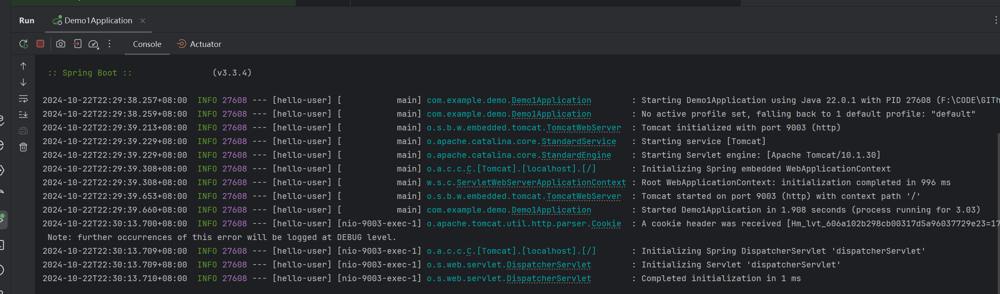 Run Demo1Application
Console Actuator
:: Spring Boot :: (v3.3.4)
2024-10-22T22:29:38.257+08:00 INFO 27608 --- [hello-user] [ main] com.example.demo.Demo1Application : Starting Demo1Application using Java 22.0.1 with PID 27608 (F:\CODE\GITh
2024-10-22T22:29:38.259+08:00 INFO 27608 --- [hello-user] [ main] com.example.demo.Demo1Application : No active profile set, falling back to 1 default profile: "default"
2024-10-22T22:29:39.213+08:00 INFO 27608 --- [hello-user] [ main] o.s.b.w.embedded.tomcat.TomcatWebServer : Tomcat initialized with port 9003 (http)
2024-10-22T22:29:39.229+08:00 INFO 27608 --- [hello-user] [ main] o.apache.catalina.core.StandardService : Starting service [Tomcat]
2024-10-22T22:29:39.229+08:00 INFO 27608 --- [hello-user] [ main] o.apache.catalina.core.StandardEngine : Starting Servlet engine: [Apache Tomcat/10.1.30]
2024-10-22T22:29:39.308+08:00 INFO 27608 --- [hello-user] [ main] o.a.c.c.C.[Tomcat].[localhost].[/] : Initializing Spring embedded WebApplicationContext
2024-10-22T22:29:39.308+08:00 INFO 27608 --- [hello-user] [ main] w.s.c.ServletWebServerApplicationContext : Root WebApplicationContext: initialization completed in 996 ms
2024-10-22T22:29:39.653+08:00 INFO 27608 --- [hello-user] [ main] o.s.b.w.embedded.tomcat.TomcatWebServer : Tomcat started on port 9003 (http) with context path '/'
2024-10-22T22:29:39.660+08:00 INFO 27608 --- [hello-user] [ main] com.example.demo.Demo1Application : Started Demo1Application in 1.908 seconds (process running for 3.03)
2024-10-22T22:30:13.700+08:00 INFO 27608 --- [hello-user] [nio-9003-exec-1] o.apache.tomcat.util.http.parser.Cookie : A cookie header was received [Hm_lvt_606a102b298cb00317d5a96037729e23=17
Note: further occurrences of this error will be logged at DEBUG level.
2024-10-22T22:30:13.709+08:00 INFO 27608 --- [hello-user] [nio-9003-exec-1] o.a.c.c.C.[Tomcat].[localhost].[/] : Initializing Spring DispatcherServlet 'dispatcherServlet'
2024-10-22T22:30:13.709+08:00 INFO 27608 --- [hello-user] [nio-9003-exec-1] o.s.web.servlet.DispatcherServlet : Initializing Servlet 'dispatcherServlet'
2024-10-22T22:30:13.710+08:00 INFO 27608 --- [hello-user] [nio-9003-exec-1] o.s.web.servlet.DispatcherServlet : Completed initialization in 1 ms